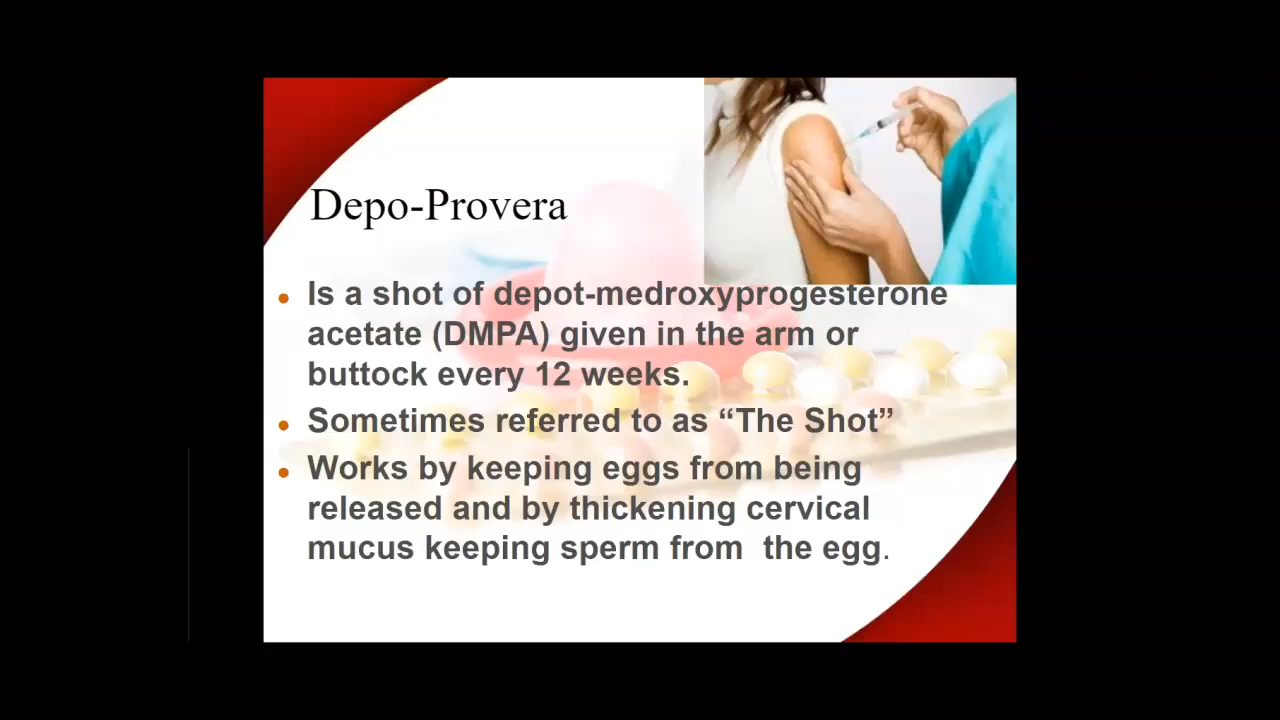 Depo-Provera
Is a shot of depot-medroxyprogesterone
acetate (DMPA) given in the arm or
buttock every 12 weeks.
Sometimes referred to as “The Shot”
Works by keeping eggs from being
released and by thickening cervical
mucus keeping sperm from  the egg.